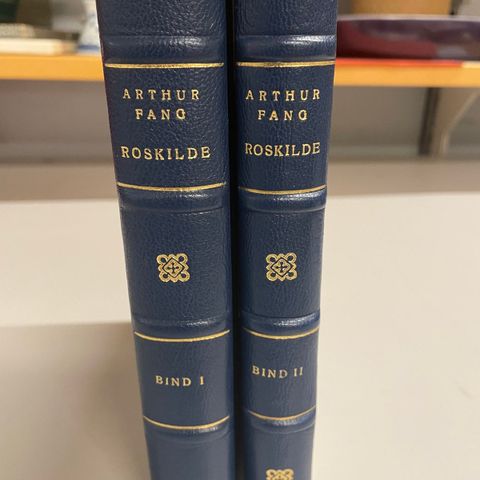 ARTHUR
FANG
ROSKILDE
BIND I
ARTHUR
FANG
ROSKILDE
BIND II